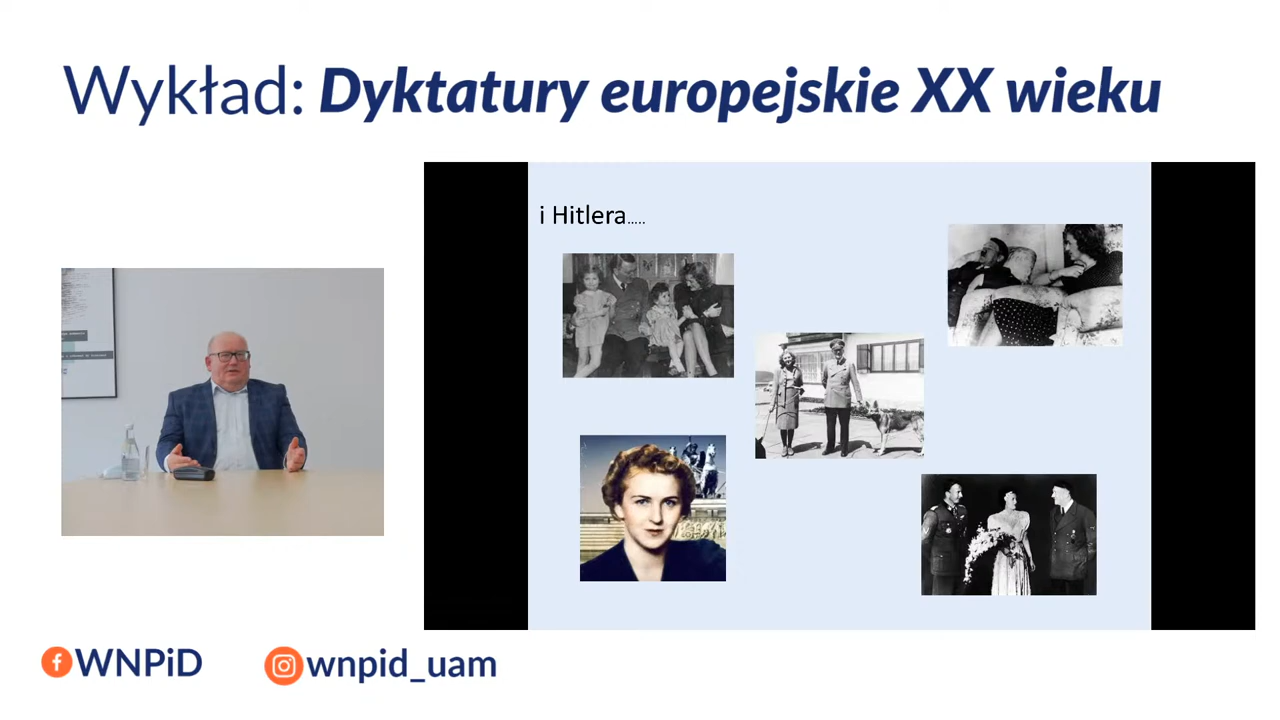 Wykład: Dyktatury europejskie XX wieku
i Hitlera.....
WNPiD
wnpid_uam